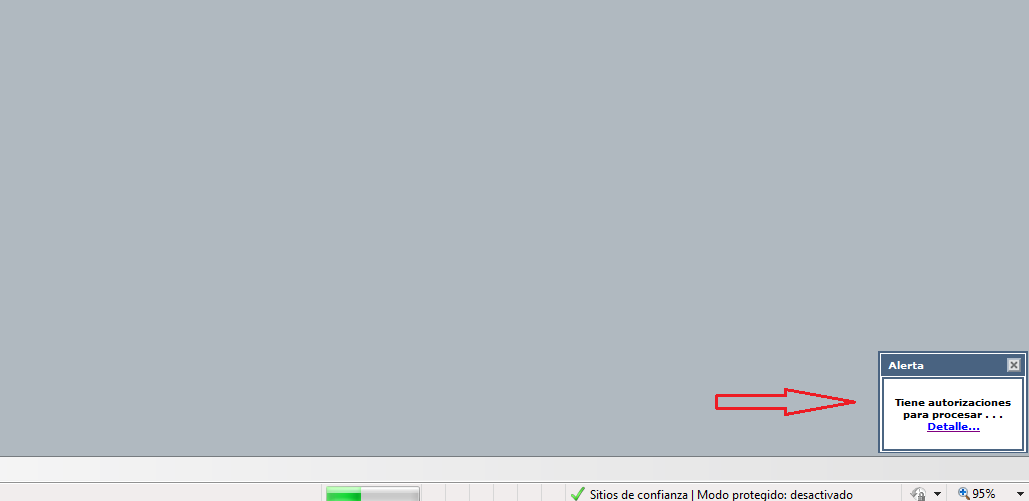 Alerta
Tiene autorizaciones
para procesar . . .
Detalle...
Sitios de confianza | Modo protegido: desactivado
95%